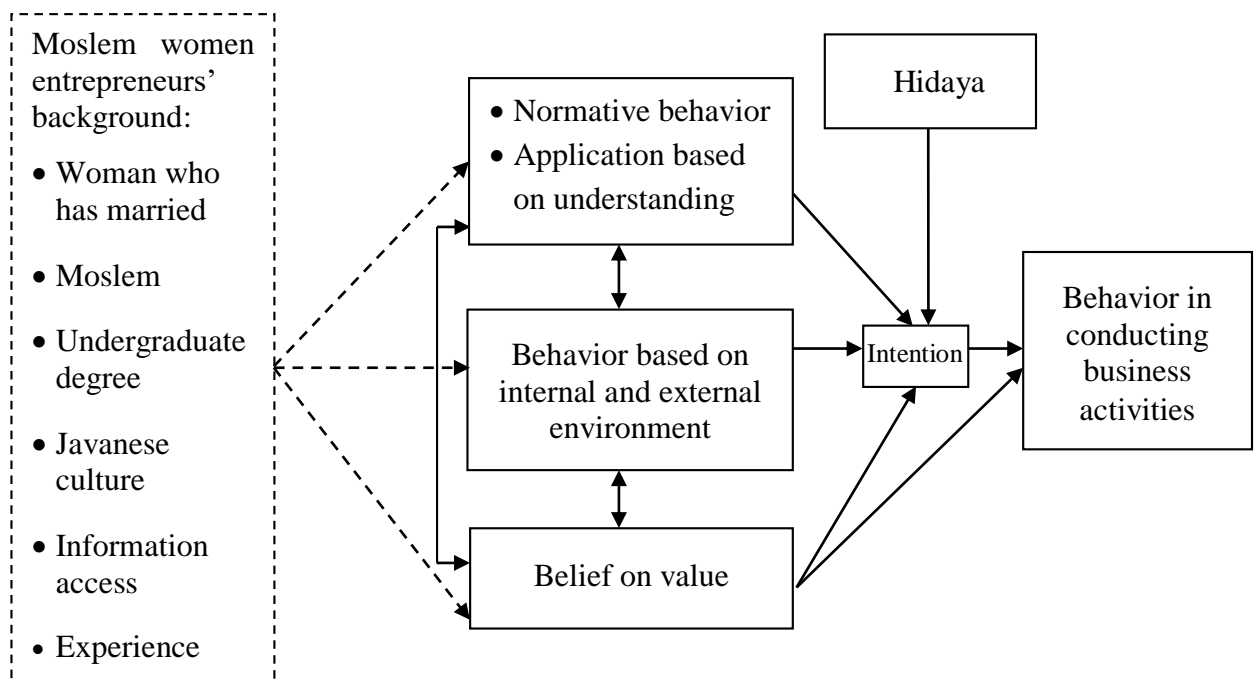 Moslem women
entrepreneurs’
background:
• Woman who
has married
• Moslem
• Undergraduate
degree
• Javanese
culture
• Information
access
• Experience
• Normative behavior
• Application based
on understanding
Behavior based on
internal and external
environment
Belief on value
Hidaya
Intention
Behavior in
conducting
business
activities